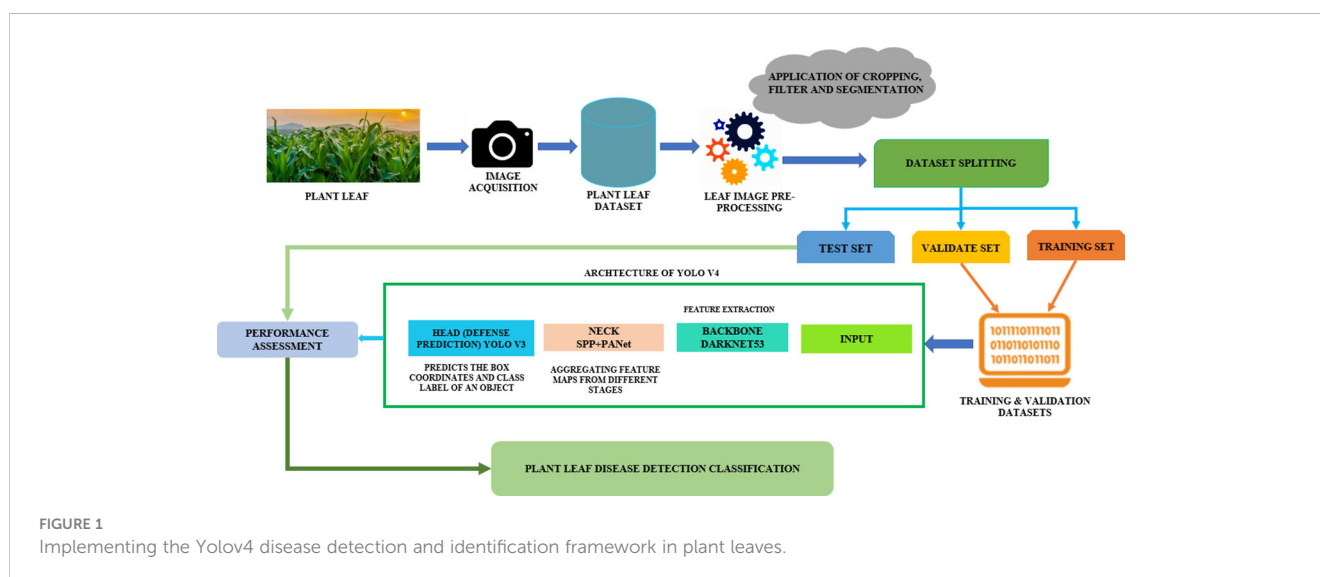 APPLICATION OF CROPPING,
FILTER AND SEGMENTATION
PLANT LEAF
IMAGE
ACQUISITION
PLANT LEAF
DATASET
LEAF IMAGE PRE-
PROCESSING
DATASET SPLITTING
TEST SET
VALIDATE SET
TRAINING SET
ARCHTECTURE OF YOLO V4
PERFORMANCE
ASSESSMENT
HEAD (DEFENSE
PREDICTION) YOLO V3
PREDICTS THE BOX
COORDINATES AND CLASS
LABEL OF AN OBJECT
NECK
SPP+PANet
AGGREGATING FEATURE
MAPS FROM DIFFERENT
STAGES
FEATURE EXTRACTION
BACKBONE
DARKNET53
INPUT
1011110111011
0110110101110
1011011011011
TRAINING & VALIDATION
DATASETS
PLANT LEAF DISEASE DETECTION CLASSIFICATION
FIGURE 1
Implementing the Yolov4 disease detection and identification framework in plant leaves.